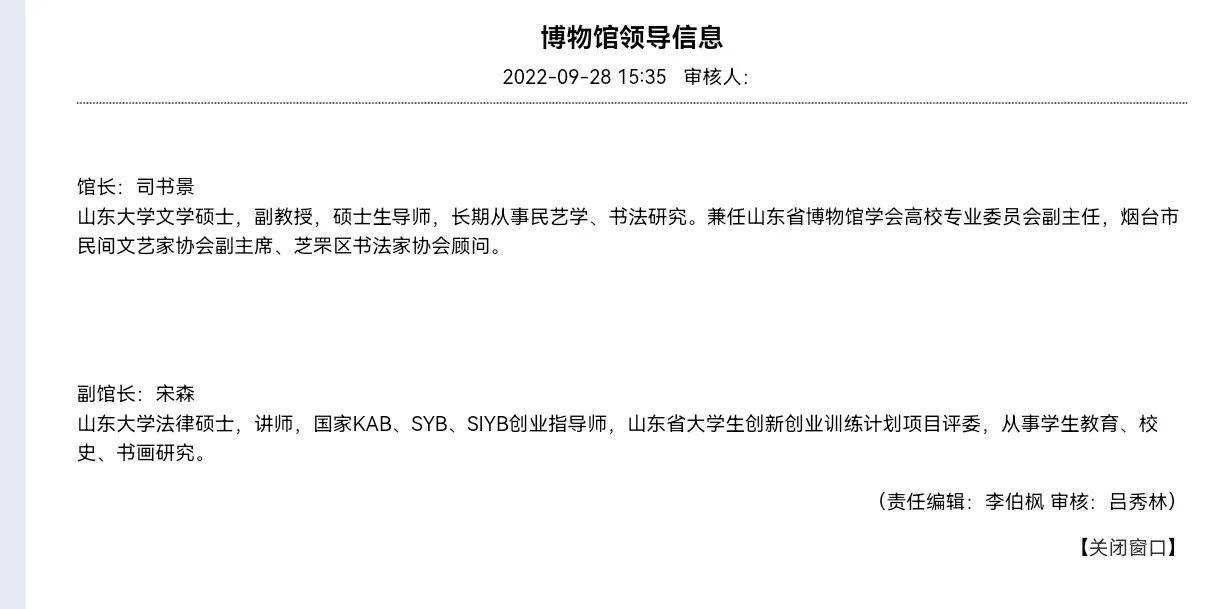 博物馆领导信息
2022-09-28 15:35 审核人：
馆长：司书景
山东大学文学硕士，副教授，硕士生导师，长期从事民艺学、书法研究。兼任山东省博物馆学会高校专业委员会副主任，烟台市
民间文艺家协会副主席、芝罘区书法家协会顾问。
副馆长：宋森
山东大学法律硕士，讲师，国家KAB、SYB、SIYB创业指导师，山东省大学生创新创业训练计划项目评委，从事学生教育、校
史、书画研究。
（责任编辑：李伯枫 审核：吕秀林）
【关闭窗口】